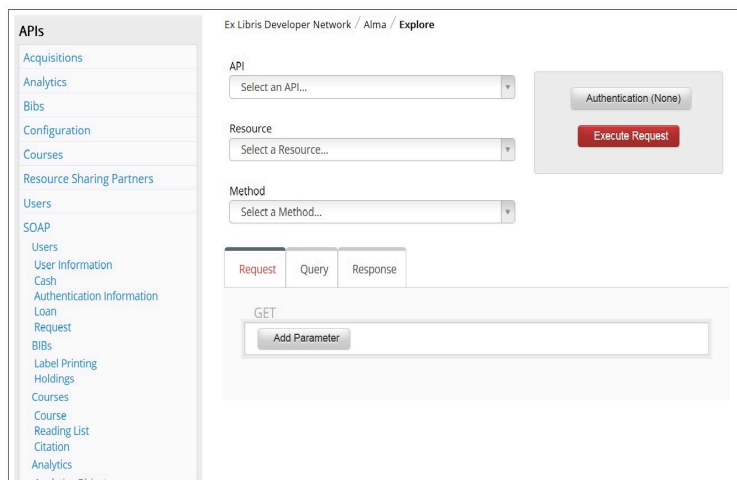 APIs
Acquisitions
Analytics
Bibs
Configuration
Courses
Resource Sharing Partners
Users
SOAP
Users
User Information
Cash
Authentication Information
Loan
Request
BIBs
Label Printing
Holdings
Courses
Course
Reading List
Citation
Analytics
Ex Libris Developer Network / Alma / Explore
API
Select an API...
Authentication (None)
Execute Request
Resource
Select a Resource...
Method
Select a Method...
Request Query Response
GET
Add Parameter